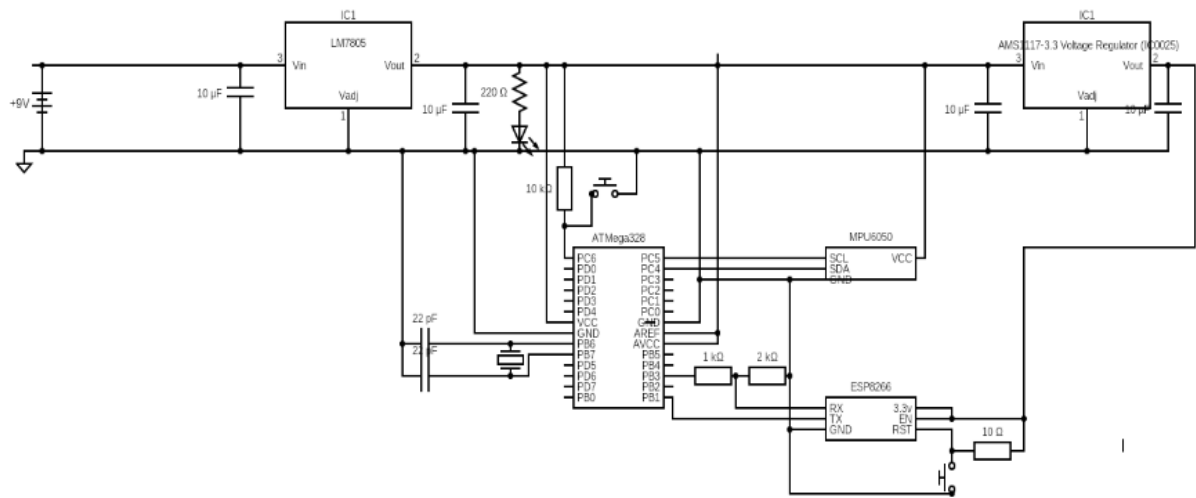 IC1
LM7805
3
Vin
Vout
2
Vadj
1
+9V
10 µF
10 µF
220 Ω
10 kΩ
IC1
AMS1117-3.3 Voltage Regulator (IC0025)
3
Vin
Vout
2
Vadj
1
10 µF
10 µF
ATMega328
PC6
PD0
PD1
PD2
PD3
PD4
VCC
GND
PB6
PB7
PD5
PD6
PD7
PB0
PC5
PC4
PC3
PC2
PC1
PC0
GND
AREF
AVCC
PB5
PB4
PB3
PB2
PB1
22 pF
22 pF
MPU6050
SCL
SDA
GND
VCC
1 kΩ
2 kΩ
ESP8266
RX
TX
GND
3.3v
EN
RST
10 Ω